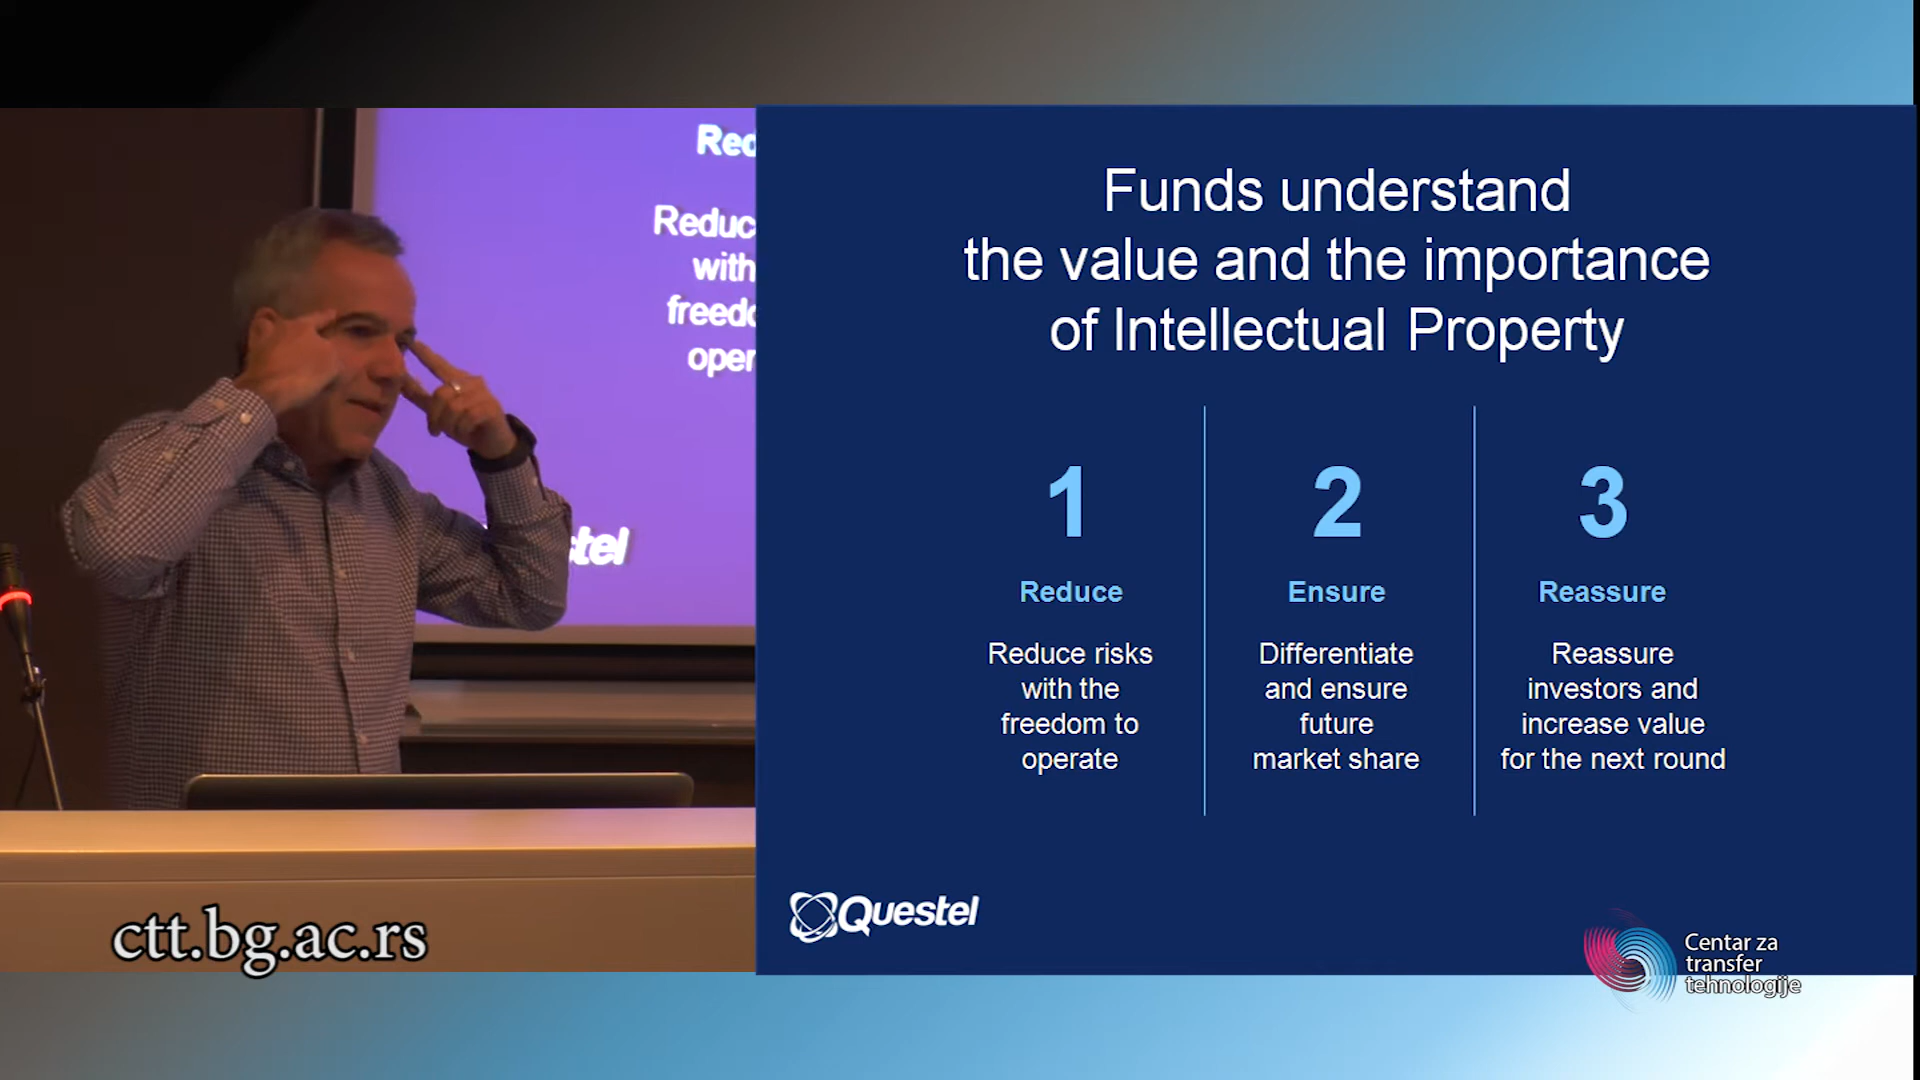 Funds understand
the value and the importance
of Intellectual Property
1
Reduce
Reduce risks
with the
freedom to
operate
2
Ensure
Differentiate
and ensure
future
market share
3
Reassure
Reassure
investors and
increase value
for the next round
Questel
Centar za
transfer
tehnologije
ctt.bg.ac.rs